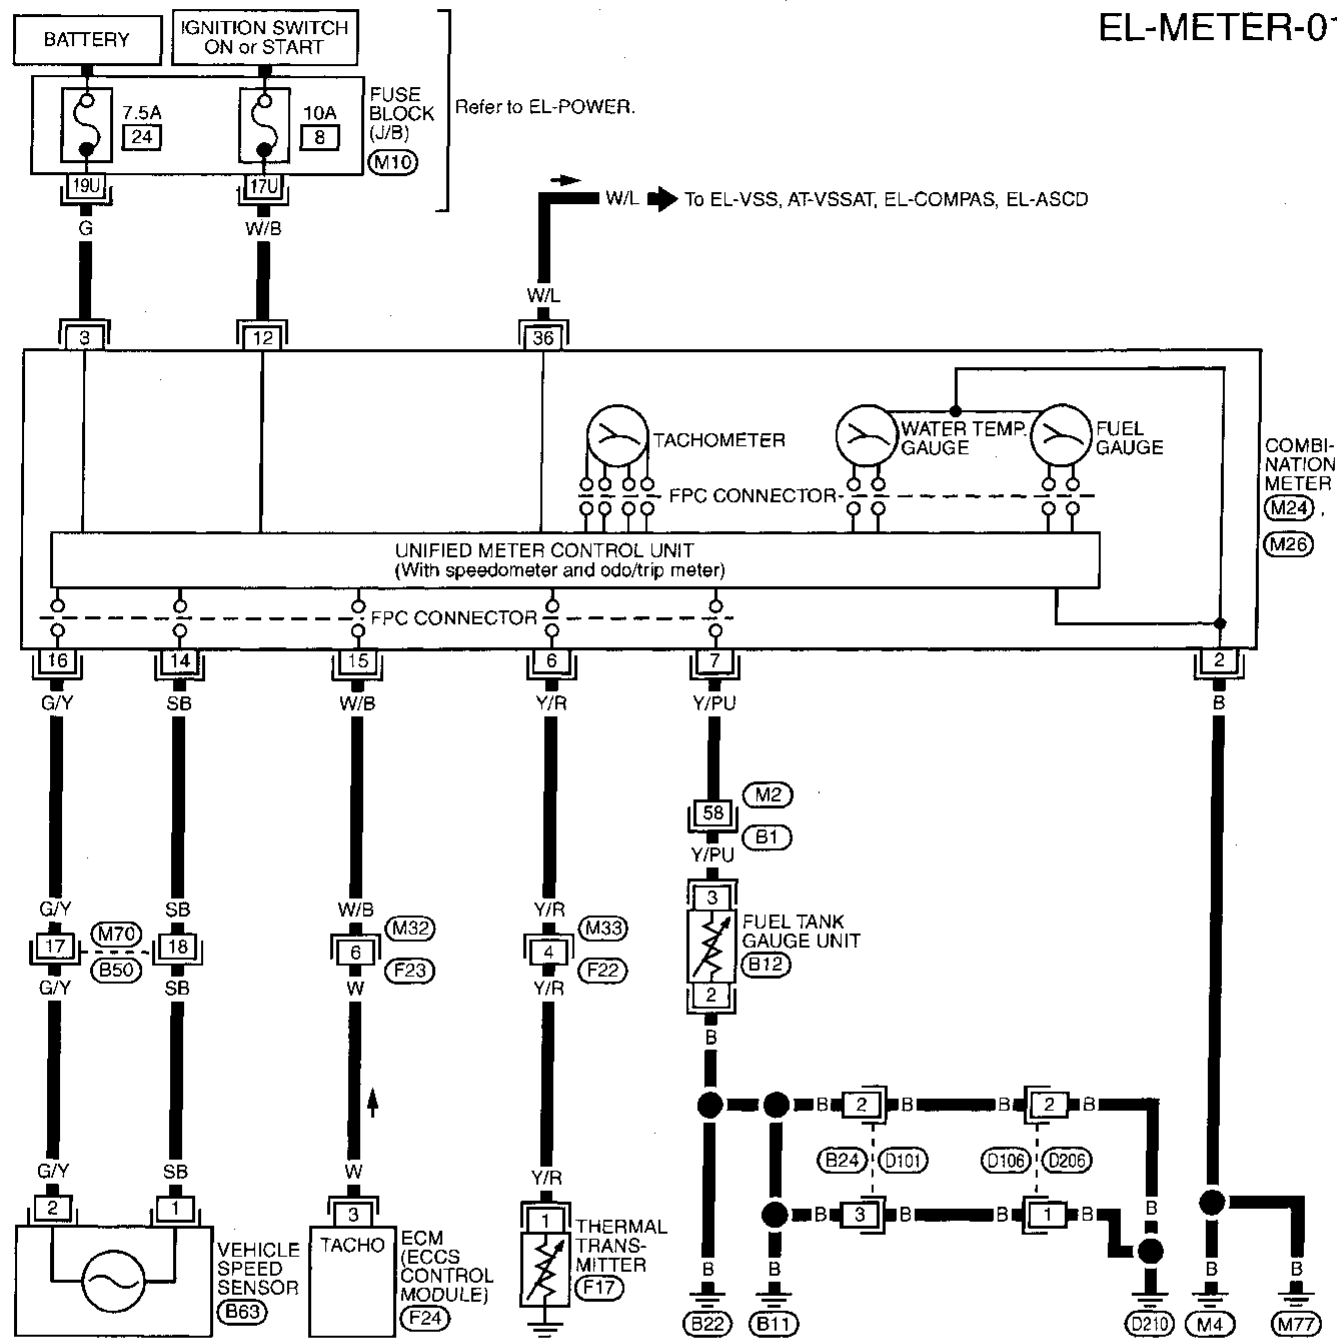 EL-METER-01
BATTERY
IGNITION SWITCH
ON or START
7.5A
24
10A
8
FUSE
BLOCK
(J/B)
M10
Refer to EL-POWER.
19U
17U
G
W/B
W/L
To EL-VSS, AT-VSSAT, EL-COMPAS, EL-ASCD
W/L
3
12
36
TACHOMETER
WATER TEMP.
GAUGE
FUEL
GAUGE
FPC CONNECTOR
COMBI-
NATION
METER
M24 ,
M26
UNIFIED METER CONTROL UNIT
(With speedometer and odo/trip meter)
FPC CONNECTOR
16
14
15
6
7
2
G/Y
SB
W/B
Y/R
Y/PU
B
58
M2
B1
Y/PU
3
FUEL TANK
GAUGE UNIT
B12
2
B
G/Y
SB
W/B
Y/R
17
M70
B50
18
6
M32
F23
4
M33
F22
G/Y
SB
W
Y/R
B
2
B
B
2
B
B24
D101
D106
D206
B
3
B
B
1
B
G/Y
SB
W
Y/R
2
1
3
1
VEHICLE
SPEED
SENSOR
B63
TACHO
ECM
(ECCS
CONTROL
MODULE)
F24
THERMAL
TRANS-
MITTER
F17
B
B
B
B
B
B22
B11
D210
M4
M77